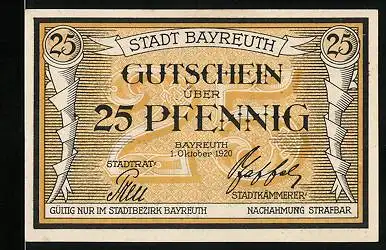 25 STADT BAYREUTH 25
GUTSCHEIN
ÜBER
25 PFENNIG
BAYREUTH
1. Oktober 1920
STADTRAT:
STADTKÄMMERER:
GÜLTIG NUR IM STADTBEZIRK BAYREUTH NACHAHMUNG STRAFBAR